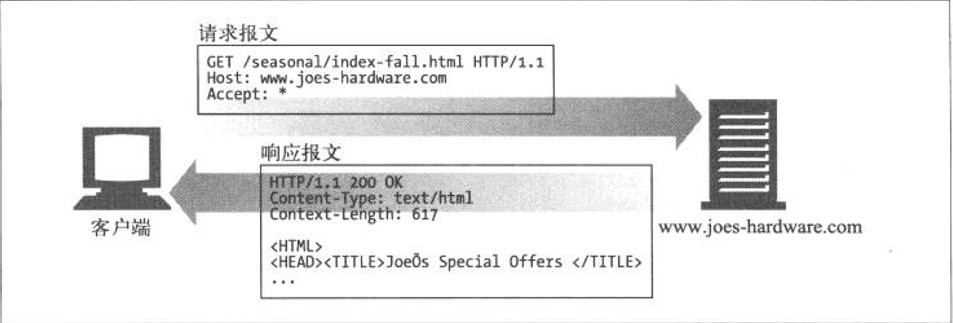 请求报文
GET /seasonal/index-fall.html HTTP/1.1
Host: www.joes-hardware.com
Accept: *
响应报文
HTTP/1.1 200 OK
Content-Type: text/html
Context-Length: 617
<HTML>
<HEAD><TITLE>JoeÕs Special Offers </TITLE>
...
客户端
www.joes-hardware.com